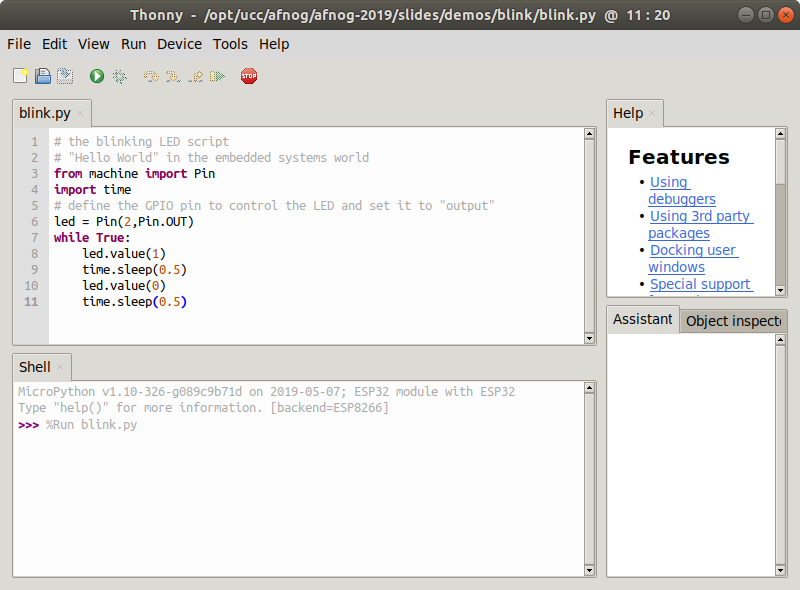 Thonny - /opt/ucc/afnog/afnog-2019/slides/demos/blink/blink.py @ 11 : 20
File Edit View Run Device Tools Help
STOP
blink.py
1 # the blinking LED script
2 # "Hello World" in the embedded systems world
3 from machine import Pin
4 import time
5 # define the GPIO pin to control the LED and set it to "output"
6 led = Pin(2,Pin.OUT)
7 while True:
8     led.value(1)
9     time.sleep(0.5)
10     led.value(0)
11     time.sleep(0.5)
Shell
MicroPython v1.10-326-g089c9b71d on 2019-05-07; ESP32 module with ESP32
Type "help()" for more information. [backend=ESP8266]
>>> %Run blink.py
Help
Features
• Using
debuggers
• Using 3rd party
packages
• Docking user
windows
• Special support
Assistant Object inspecto